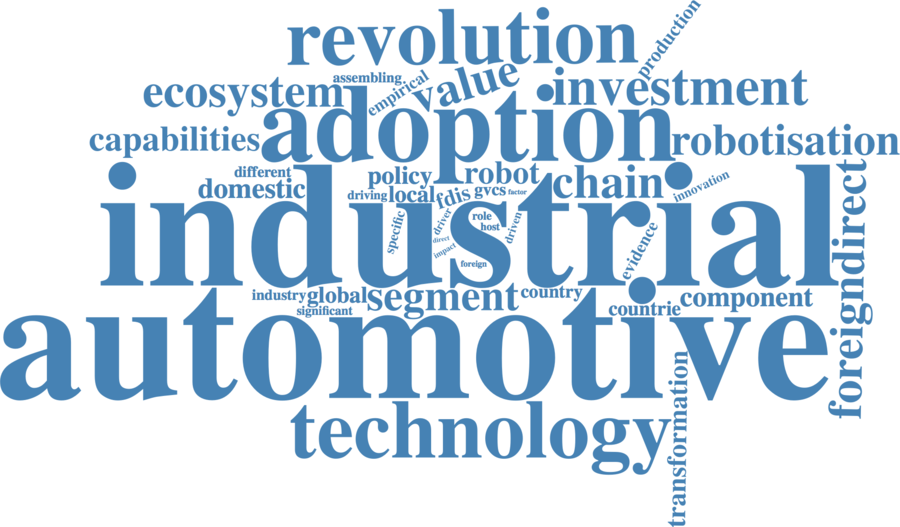 revolution
production
assembling
empirical
value
ecosystem
investment
adoption
capabilities
robotisation
different
domestic
policy
robot
chain
innovation
driving
local
fdis
gvcs
factor
industrial
specific
driver
direct
impact
role
host
driven
foreign
evidence
foreigndirect
industry
global
significant
segment
country
countrie
component
automotive
technology
transformation